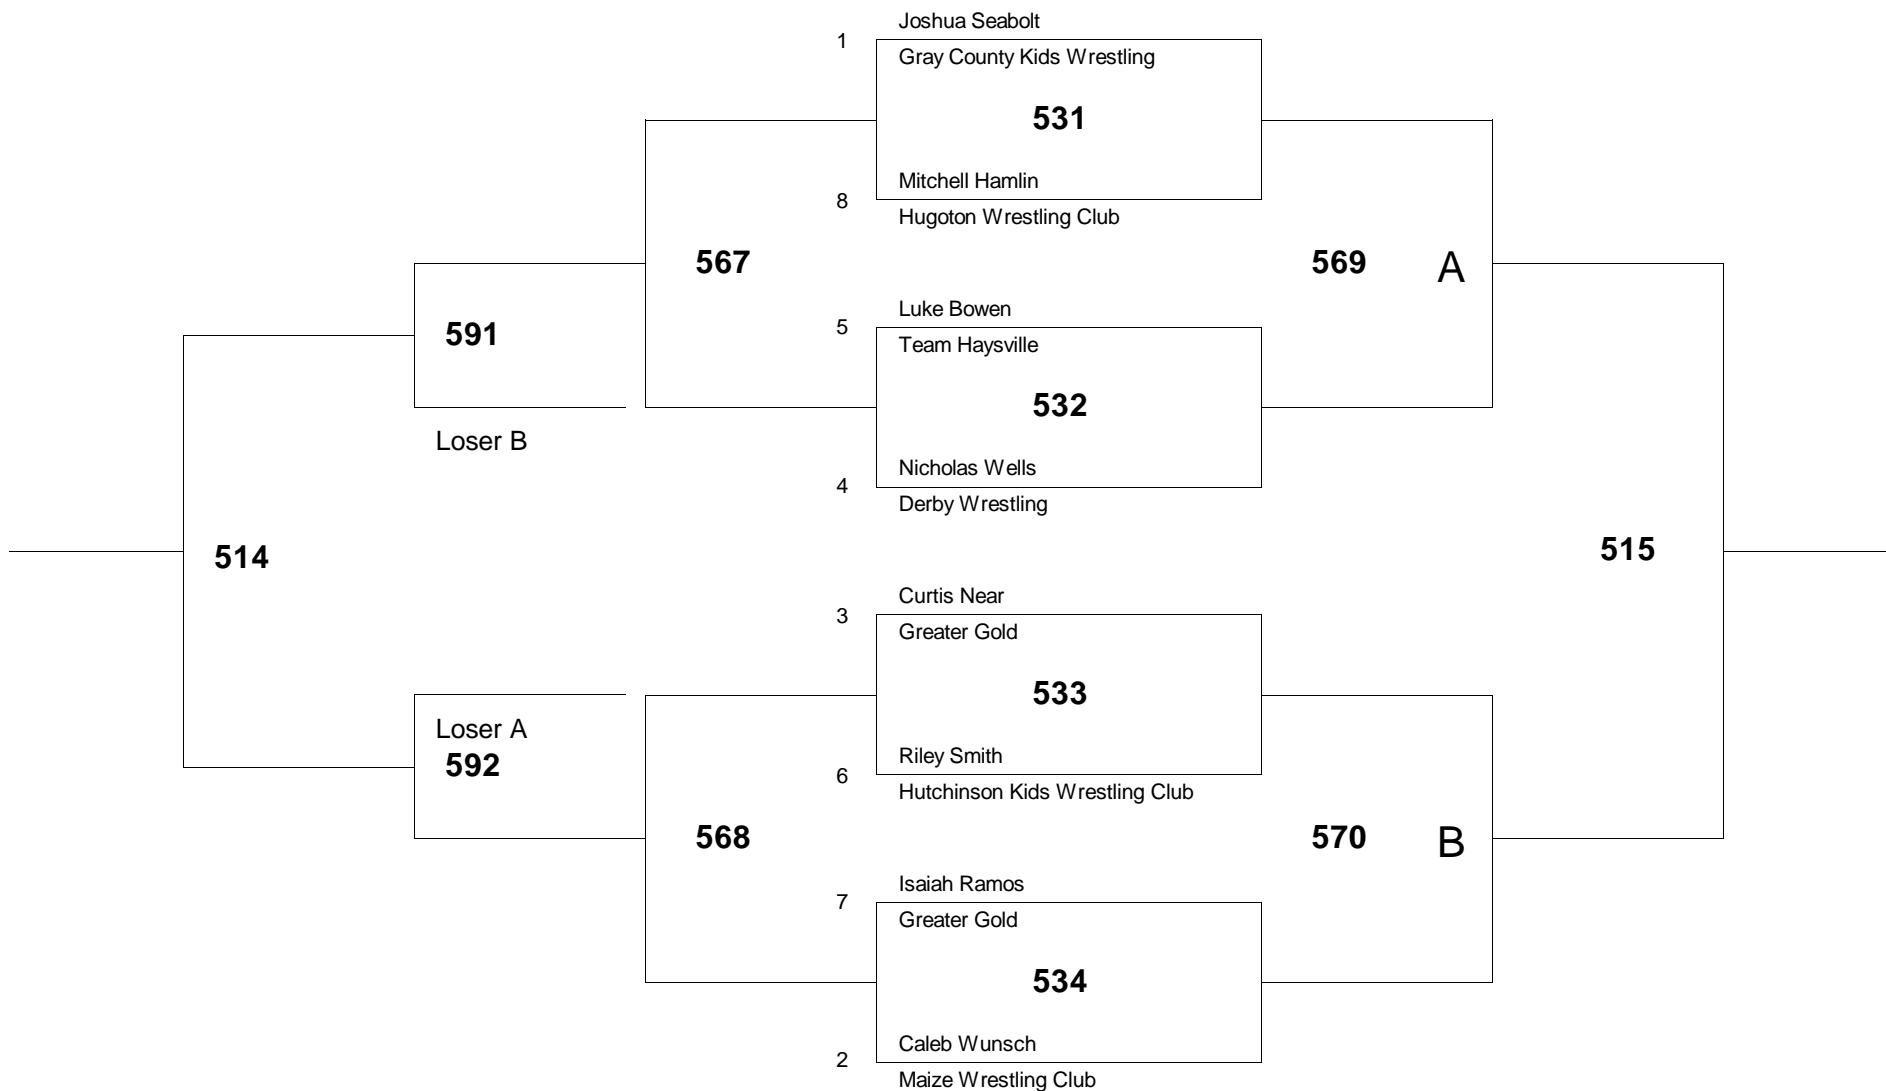 Joshua Seabolt
1
Gray County Kids Wrestling
531
Mitchell Hamlin
8
Hugoton Wrestling Club
567
569
A
Luke Bowen
5
591
Team Haysville
532
Loser B
Nicholas Wells
4
Derby Wrestling
514
515
Curtis Near
3
Greater Gold
533
Loser A
592
Riley Smith
6
Hutchinson Kids Wrestling Club
568
570
B
Isaiah Ramos
7
Greater Gold
534
Caleb Wunsch
2
Maize Wrestling Club